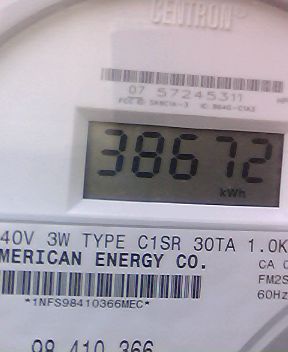 CENTRON
07 57245311
38672
kWh
40V 3W TYPE C1SR 30TA 1.0K
MERICAN ENERGY CO.
CA 0
FM2S
60Hz
*1NFS98410366MEC*
98 410 366